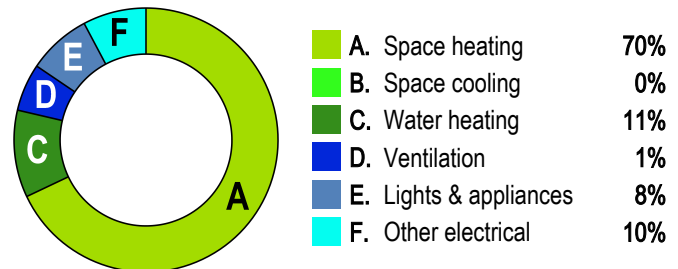 F
E
D
C
A
A. Space heating 70%
B. Space cooling 0%
C. Water heating 11%
D. Ventilation 1%
E. Lights & appliances 8%
F. Other electrical 10%